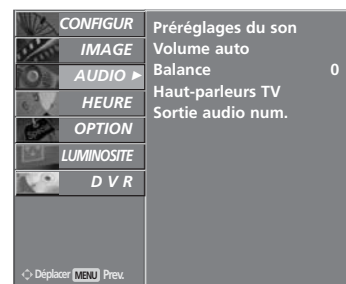 CONFIGUR
IMAGE
AUDIO
HEURE
OPTION
LUMINOSITE
D V R
Préréglages du son
Volume auto
Balance 0
Haut-parleurs TV
Sortie audio num.
Déplacer MENU Prev.